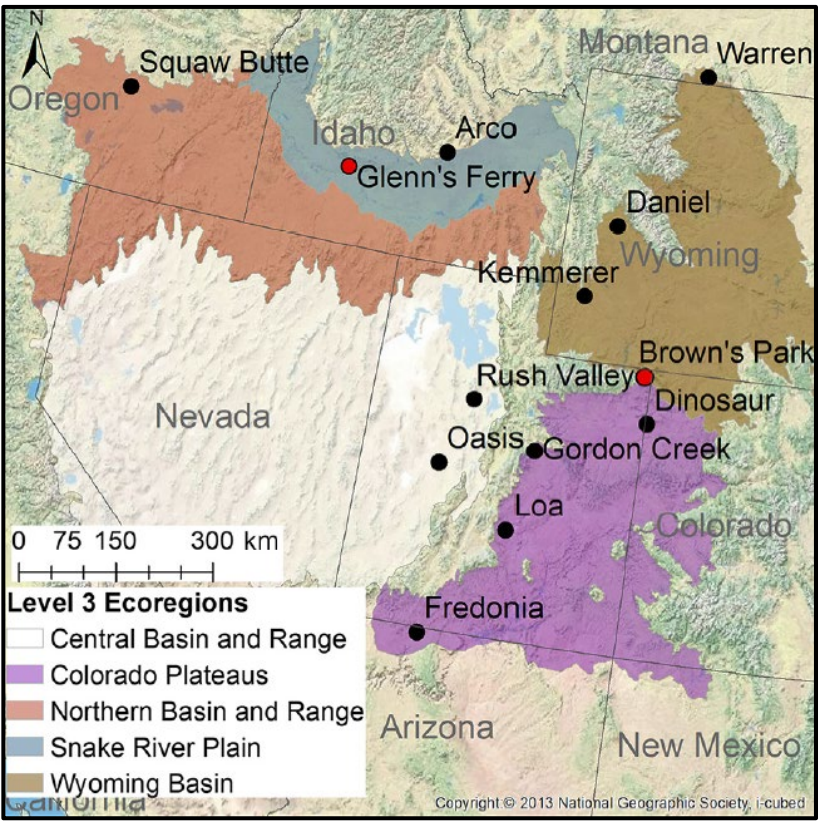 N
Montana
Warren
Squaw Butte
Oregon
Idaho
Arco
Glenn's Ferry
Daniel
Wyoming
Kemmerer
Brown's Park
Rush Valley
Dinosaur
Nevada
Oasis
Gordon Creek
Loa
Colorado
0 75 150 300 km
Level 3 Ecoregions
Fredonia
Central Basin and Range
Colorado Plateaus
Northern Basin and Range
Arizona
Snake River Plain
New Mexico
Wyoming Basin
California
Copyright © 2013 National Geographic Society, i-cubed